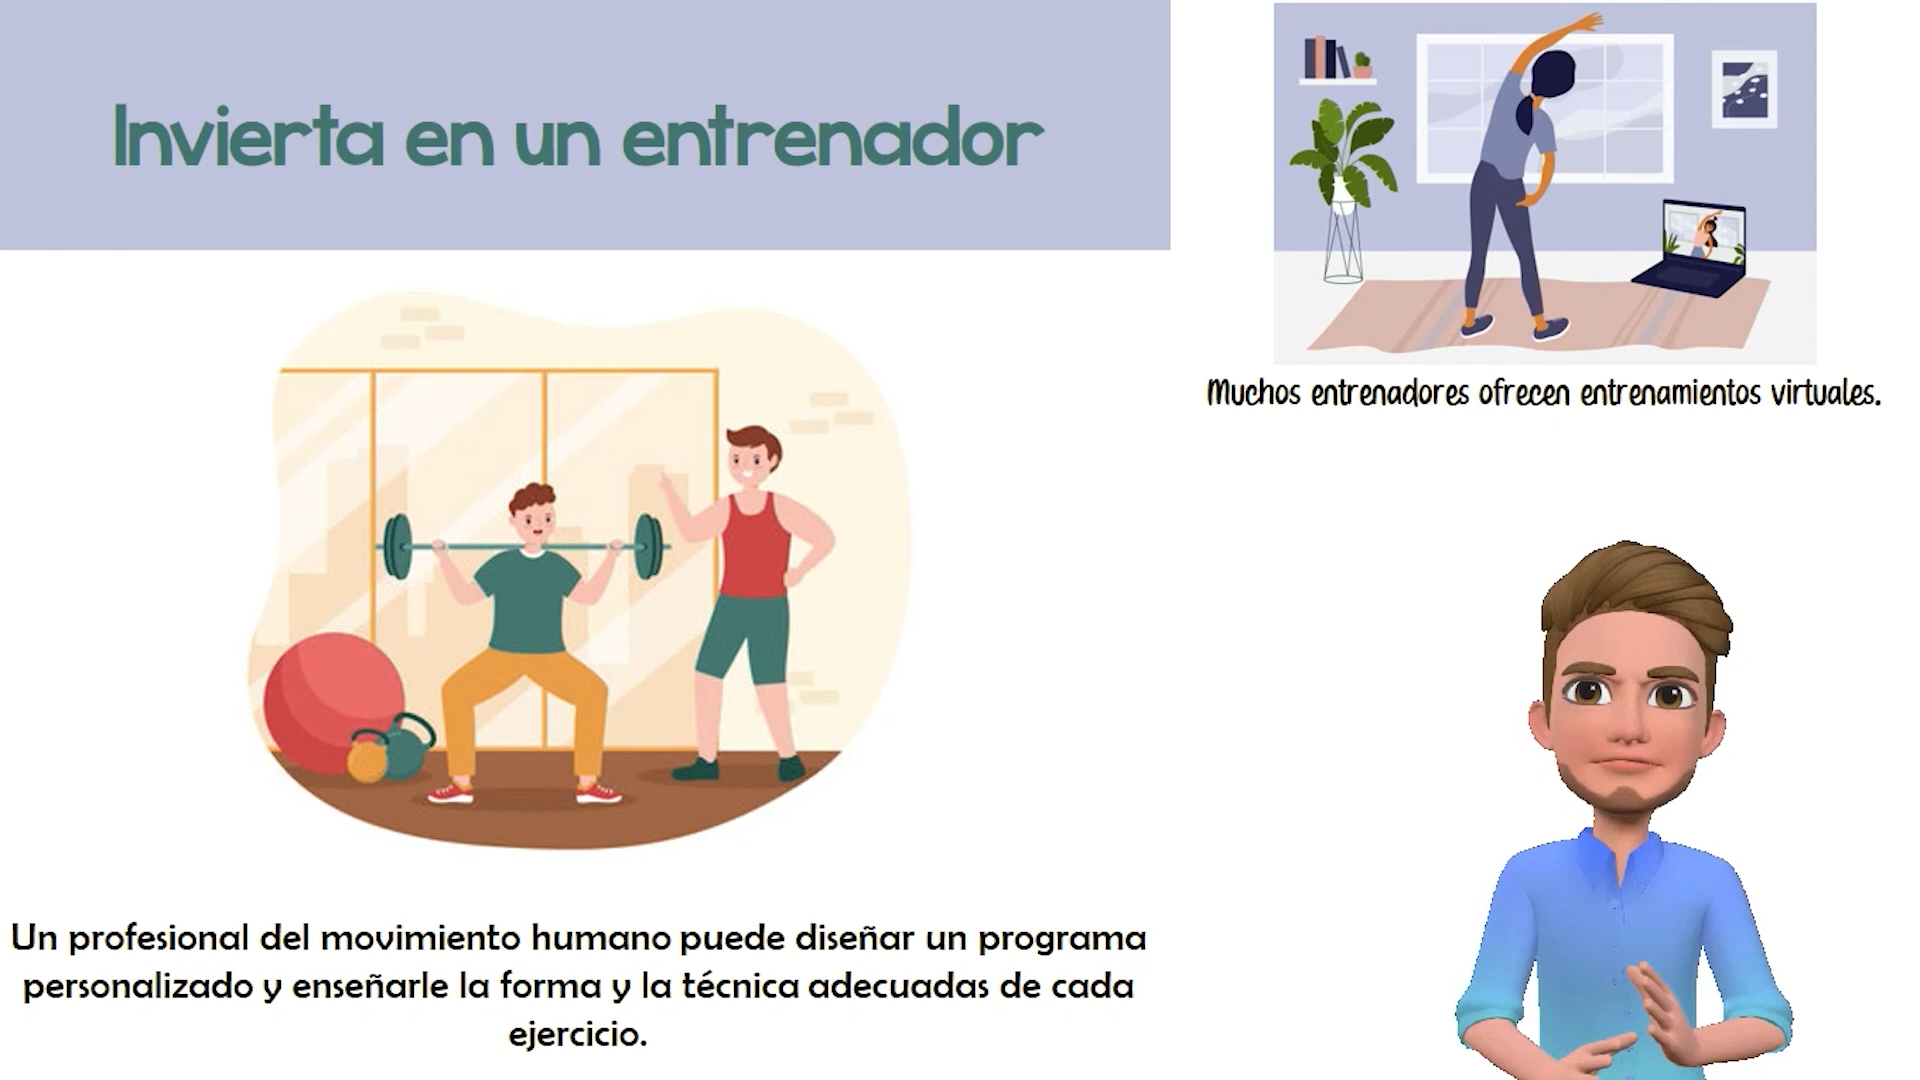 Invierta en un entrenador
Muchos entrenadores ofrecen entrenamientos virtuales.
Un profesional del movimiento humano puede diseñar un programa
personalizado y enseñarle la forma y la técnica adecuadas de cada
ejercicio.